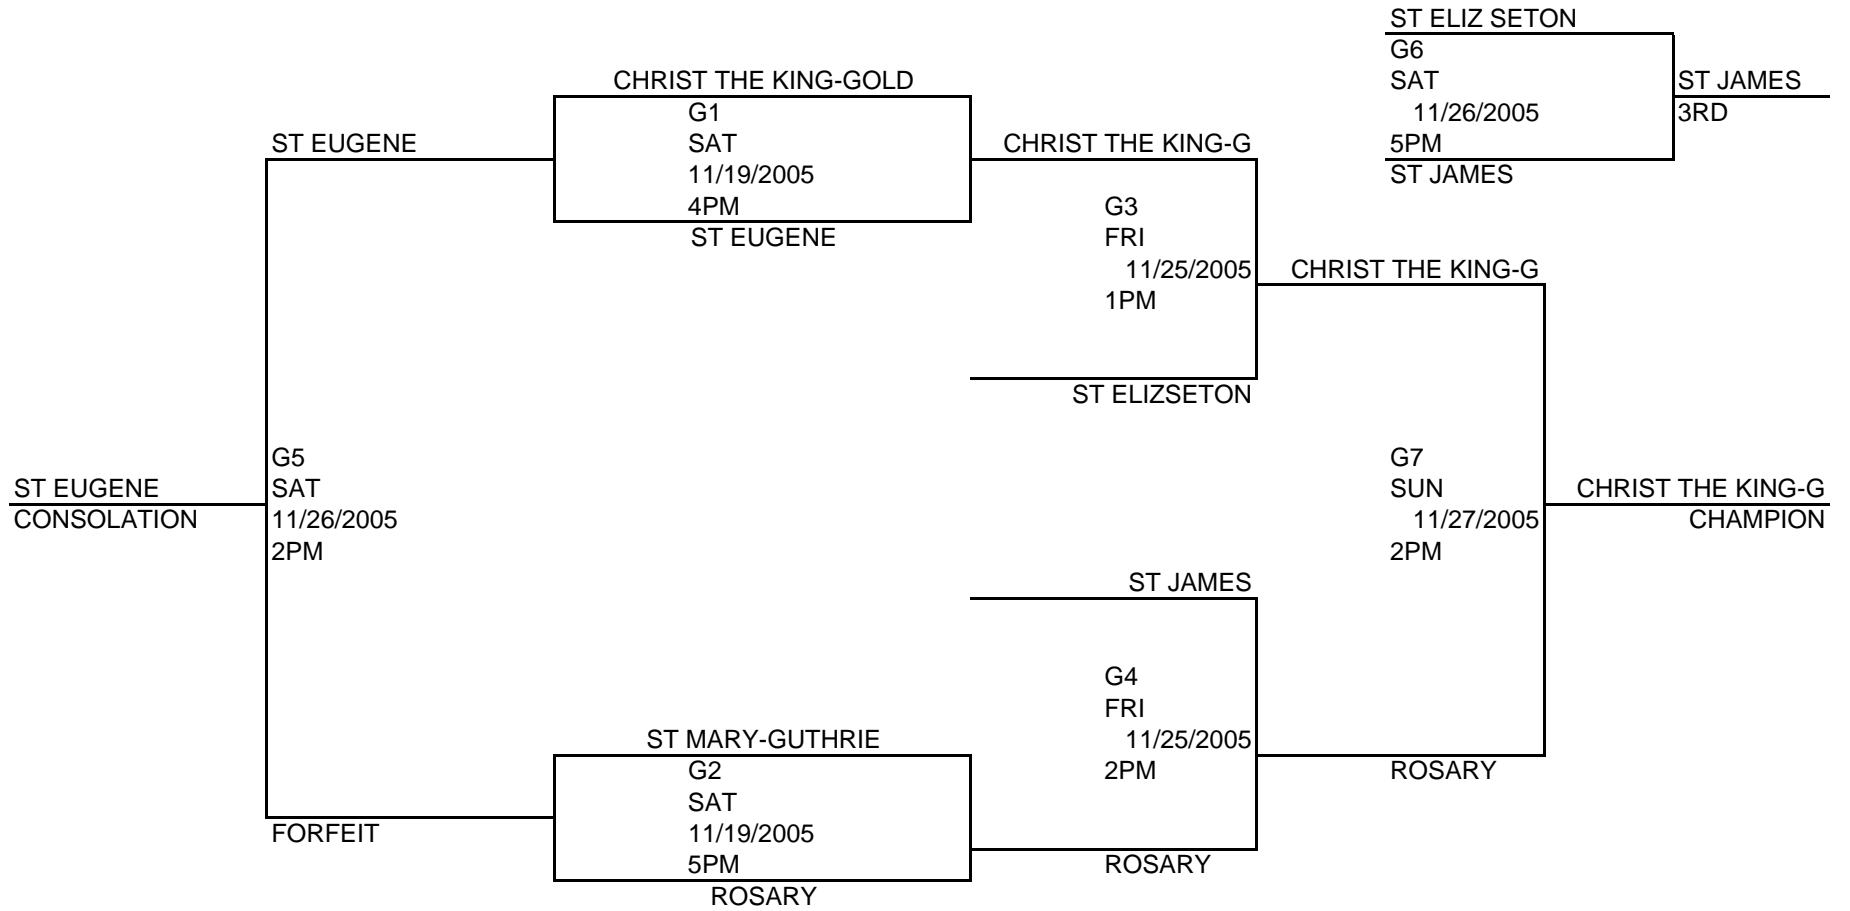 ST ELIZ SETON
G6
SAT
11/26/2005
5PM
ST JAMES
ST JAMES
3RD
CHRIST THE KING-GOLD
G1
SAT
11/19/2005
4PM
ST EUGENE
ST EUGENE
CHRIST THE KING-G
G3
FRI
11/25/2005
1PM
ST ELIZSETON
CHRIST THE KING-G
G5
SAT
11/26/2005
2PM
ST EUGENE
CONSOLATION
G7
SUN
11/27/2005
2PM
CHRIST THE KING-G
CHAMPION
ST JAMES
G4
FRI
11/25/2005
2PM
ROSARY
ROSARY
ST MARY-GUTHRIE
G2
SAT
11/19/2005
5PM
ROSARY
FORFEIT